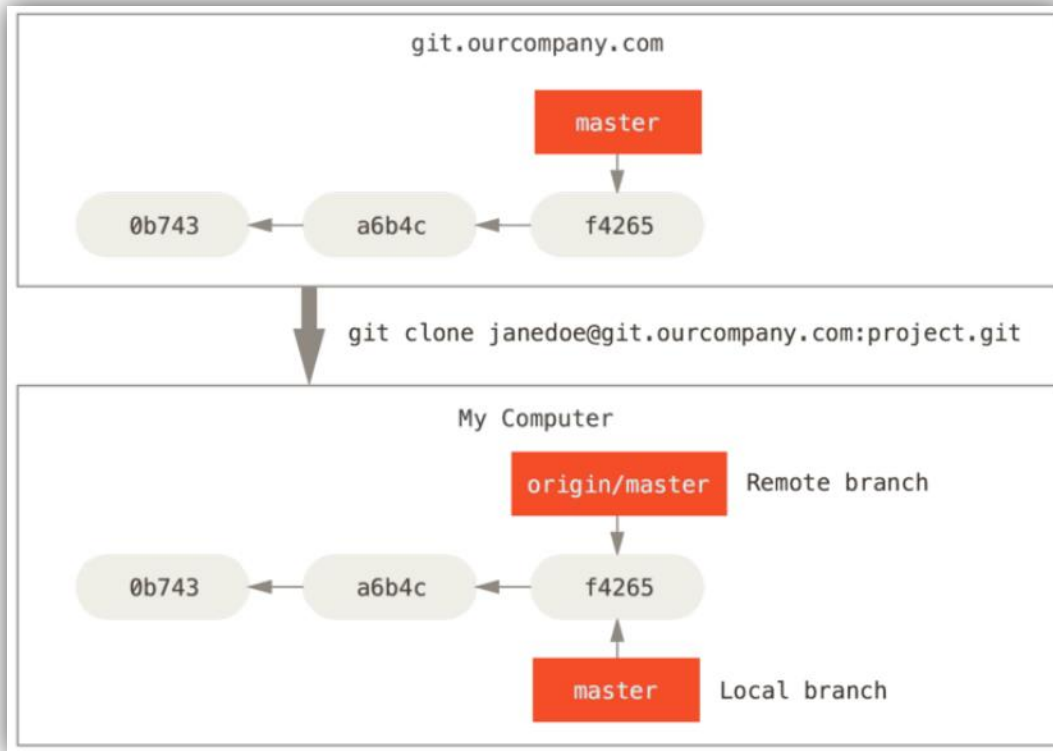 git.ourcompany.com
master
0b743 a6b4c f4265
git clone janedoe@git.ourcompany.com:project.git
My Computer
origin/master Remote branch
0b743 a6b4c f4265
master Local branch